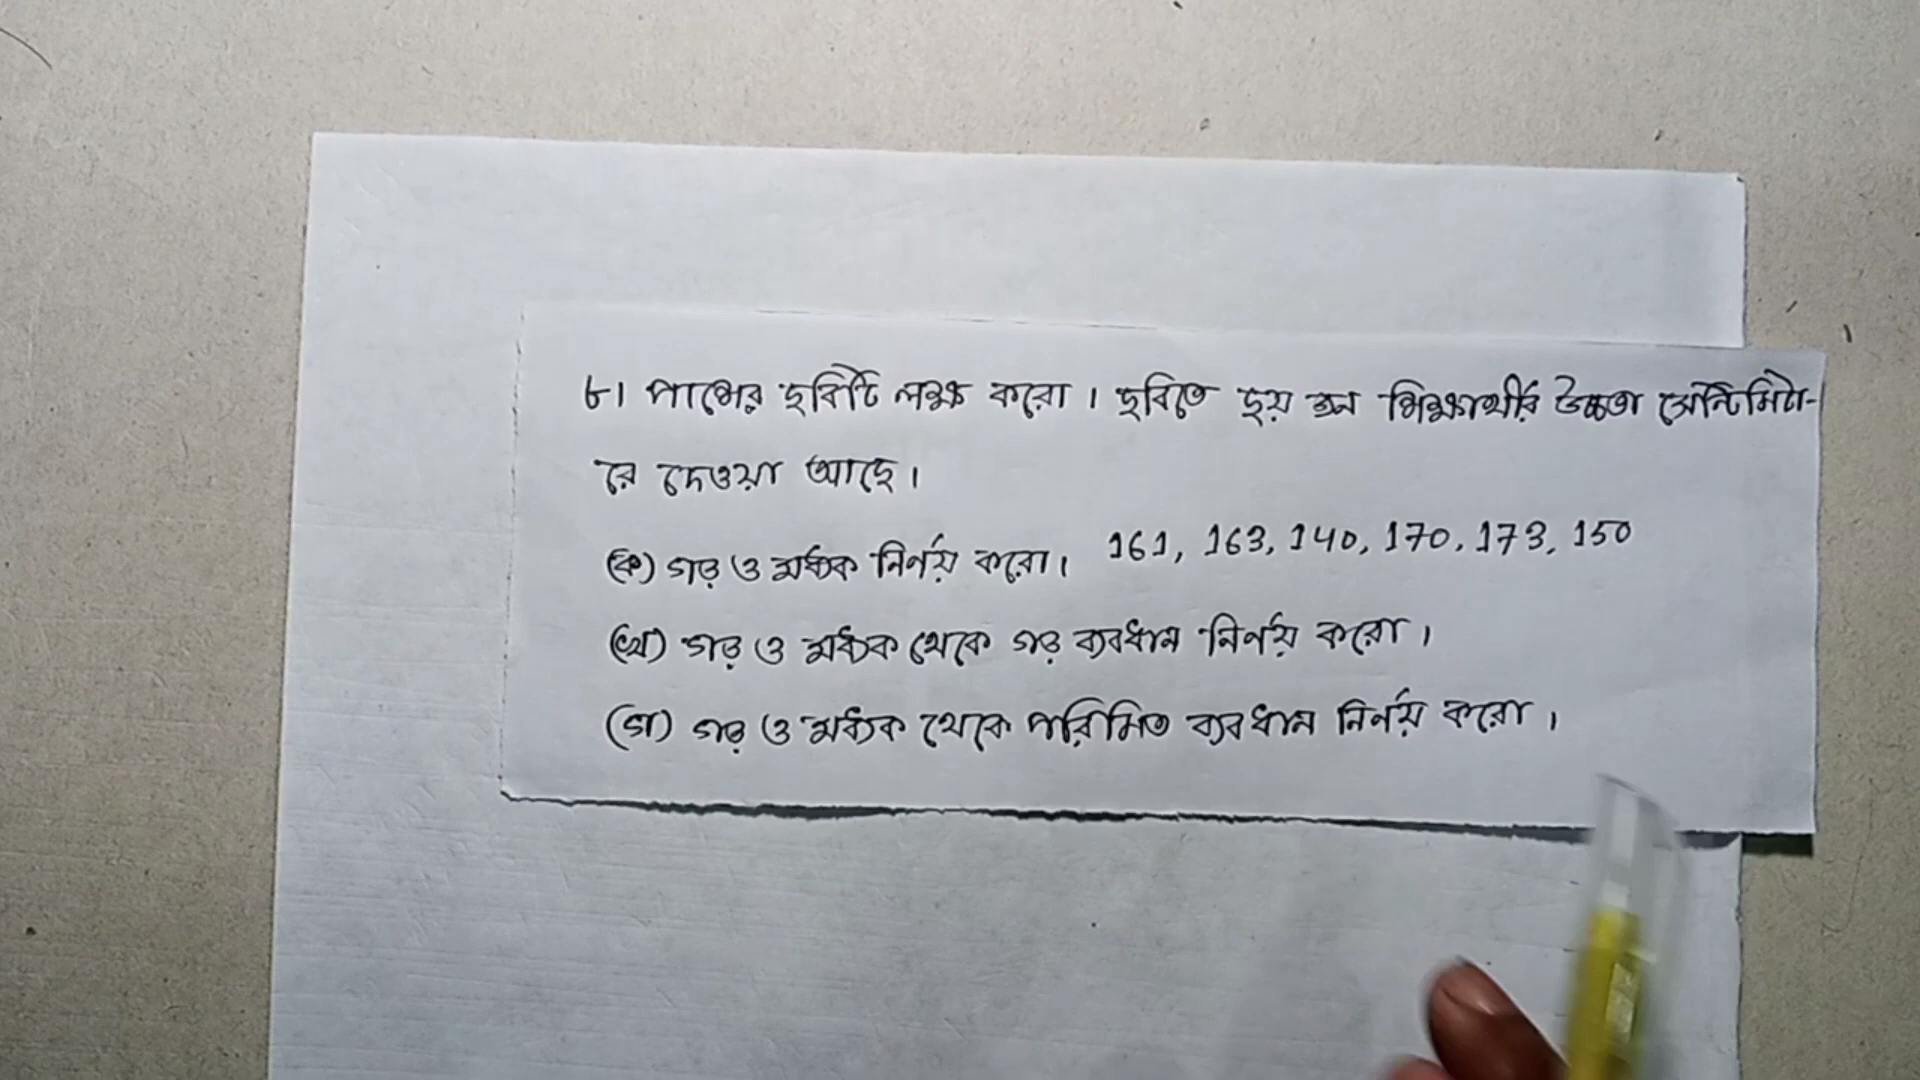 ৮। পাশের ছবিটি লক্ষ করো। ছবিতে ছয় জন শিক্ষার্থীর উচ্চতা সেন্টিমিটা-
রে দেওয়া আছে।
(ক) গড় ও মধ্যক নির্ণয় করো। 161, 163, 140, 170, 173, 150
(খ) গড় ও মধ্যক থেকে গড় ব্যবধান নির্ণয় করো।
(গ) গড় ও মধ্যক থেকে পরিমিত ব্যবধান নির্ণয় করো।